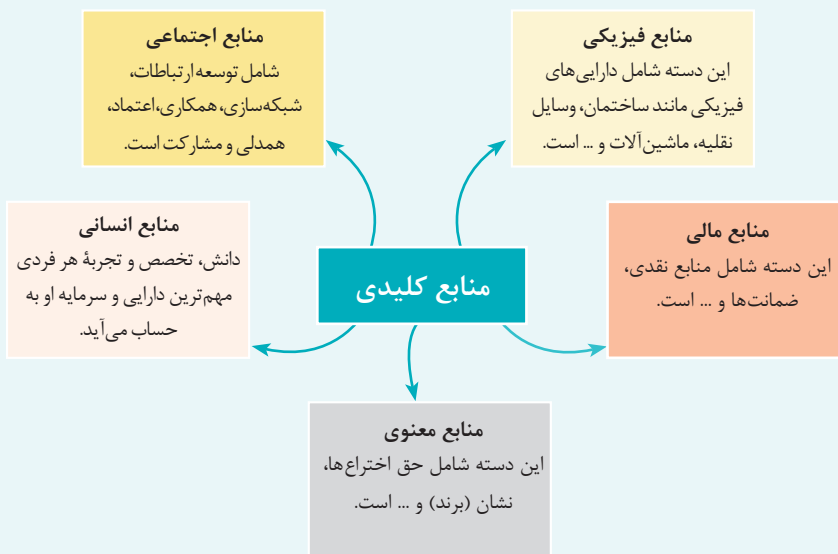 منابع فیزیکی
این دسته شامل دارایی‌های
فیزیکی مانند ساختمان، وسایل
نقلیه، ماشین‌آلات و ... است.
منابع اجتماعی
شامل توسعه ارتباطات،
شبکه‌سازی، همکاری، اعتماد،
همدلی و مشارکت است.
منابع مالی
این دسته شامل منابع نقدی،
ضمانت‌ها و ... است.
منابع کلیدی
منابع انسانی
دانش، تخصص و تجربهٔ هر فردی
مهم‌ترین دارایی و سرمایه او به
حساب می‌آید.
منابع معنوی
این دسته شامل حق اختراع‌ها،
نشان (برند) و ... است.